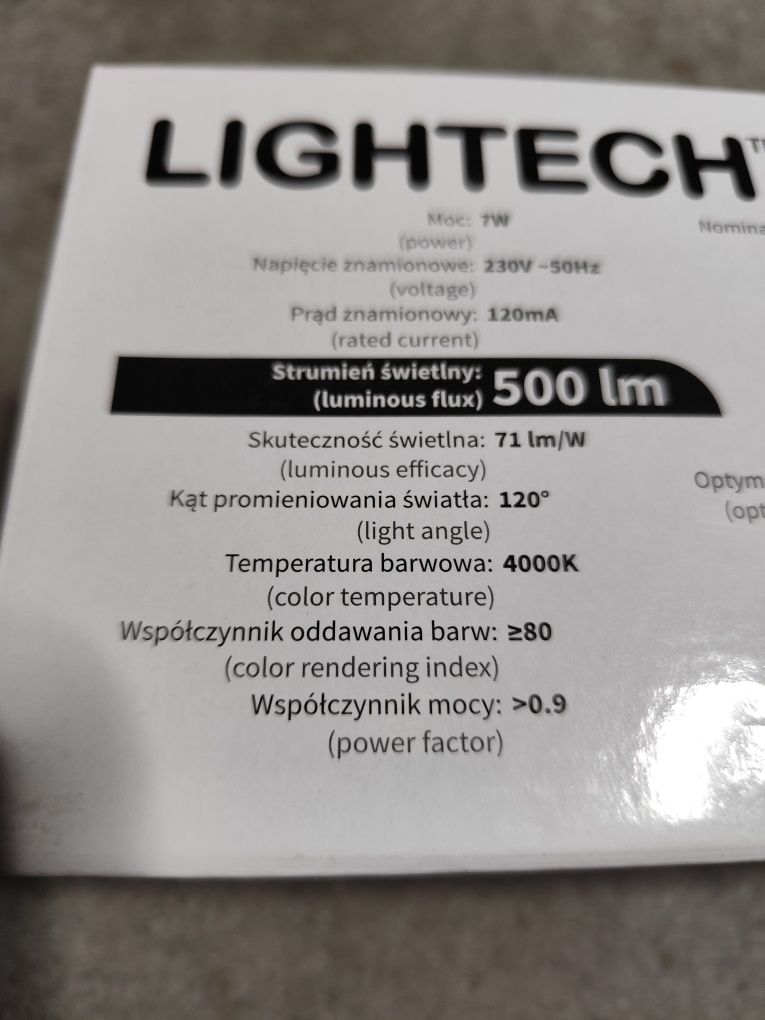 LIGHTECH™
Moc: 7W
(power)
Napięcie znamionowe: 230V ~50Hz
(voltage)
Prąd znamionowy: 120mA
(rated current)
Strumień świetlny: 500 lm
(luminous flux)
Skuteczność świetlna: 71 lm/W
(luminous efficacy)
Kąt promieniowania światła: 120°
(light angle)
Temperatura barwowa: 4000K
(color temperature)
Współczynnik oddawania barw: ≥80
(color rendering index)
Współczynnik mocy: >0.9
(power factor)
Nomina
Optym
(opt